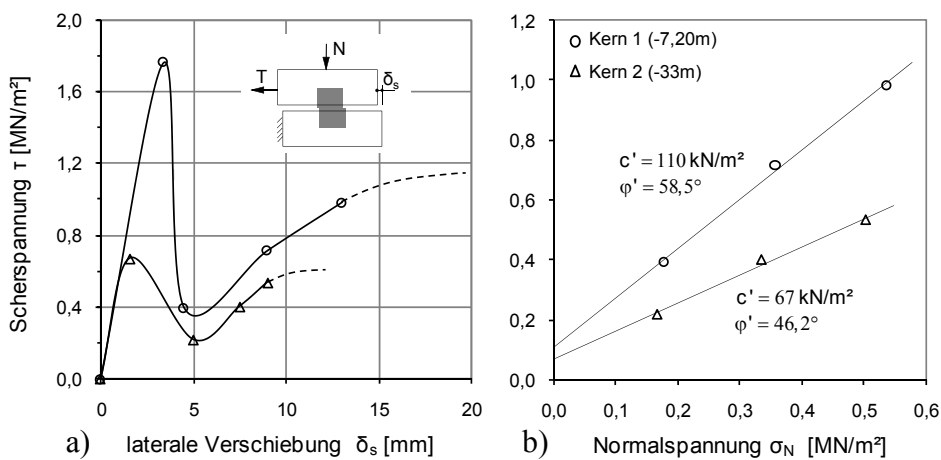 2,0
1,6
1,2
0,8
0,4
0,0
Scherspannung τ [MN/m²]
N
T
δs
0
5
10
15
20
a)
laterale Verschiebung δs [mm]
1,2
1,0
0,8
0,6
0,4
0,2
0,0
Kern 1 (-7,20m)
Kern 2 (-33m)
c' = 110 kN/m²
φ' = 58,5°
c' = 67 kN/m²
φ' = 46,2°
0,0
0,1
0,2
0,3
0,4
0,5
0,6
b)
Normalspannung σN [MN/m²]